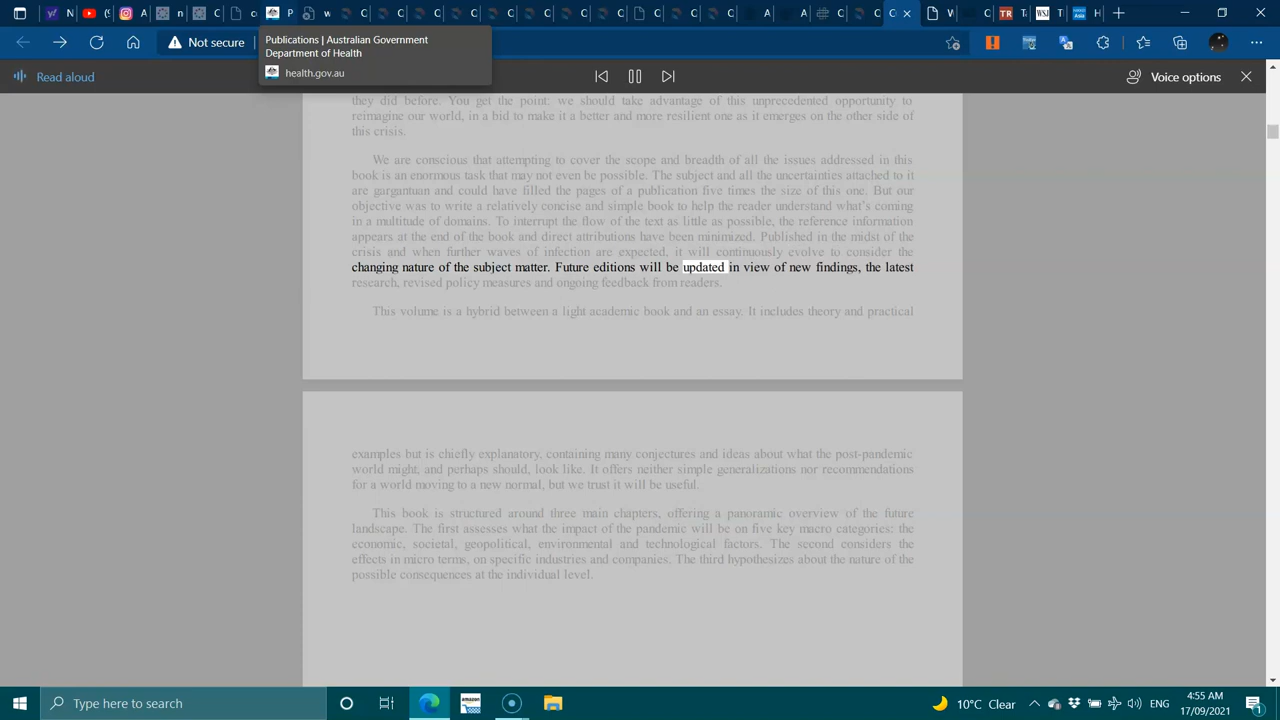 n
(
A
c
P
w
C
C
C
C
C
C
C
C
C
C
A
A
C
C
C
W
C
TR
w
WSJ
T
NIKKEI Asia
H
Not secure
Publications | Australian Government
Department of Health
health.gov.au
Read aloud
Voice options
they did before. You get the point: we should take advantage of this unprecedented opportunity to
reimagine our world, in a bid to make it a better and more resilient one as it emerges on the other side of
this crisis.
We are conscious that attempting to cover the scope and breadth of all the issues addressed in this
book is an enormous task that may not even be possible. The subject and all the uncertainties attached to it
are gargantuan and could have filled the pages of a publication five times the size of this one. But our
objective was to write a relatively concise and simple book to help the reader understand what's coming
in a multitude of domains. To interrupt the flow of the text as little as possible, the reference information
appears at the end of the book and direct attributions have been minimized. Published in the midst of the
crisis and when further waves of infection are expected, it will continuously evolve to consider the
changing nature of the subject matter. Future editions will be updated in view of new findings, the latest
research, revised policy measures and ongoing feedback from readers.
This volume is a hybrid between a light academic book and an essay. It includes theory and practical
examples but is chiefly explanatory, containing many conjectures and ideas about what the post-pandemic
world might, and perhaps should, look like. It offers neither simple generalizations nor recommendations
for a world moving to a new normal, but we trust it will be useful.
This book is structured around three main chapters, offering a panoramic overview of the future
landscape. The first assesses what the impact of the pandemic will be on five key macro categories: the
economic, societal, geopolitical, environmental and technological factors. The second considers the
effects in micro terms, on specific industries and companies. The third hypothesizes about the nature of the
possible consequences at the individual level.
Type here to search
amazon
10°C Clear
ENG
4:55 AM
17/09/2021
1